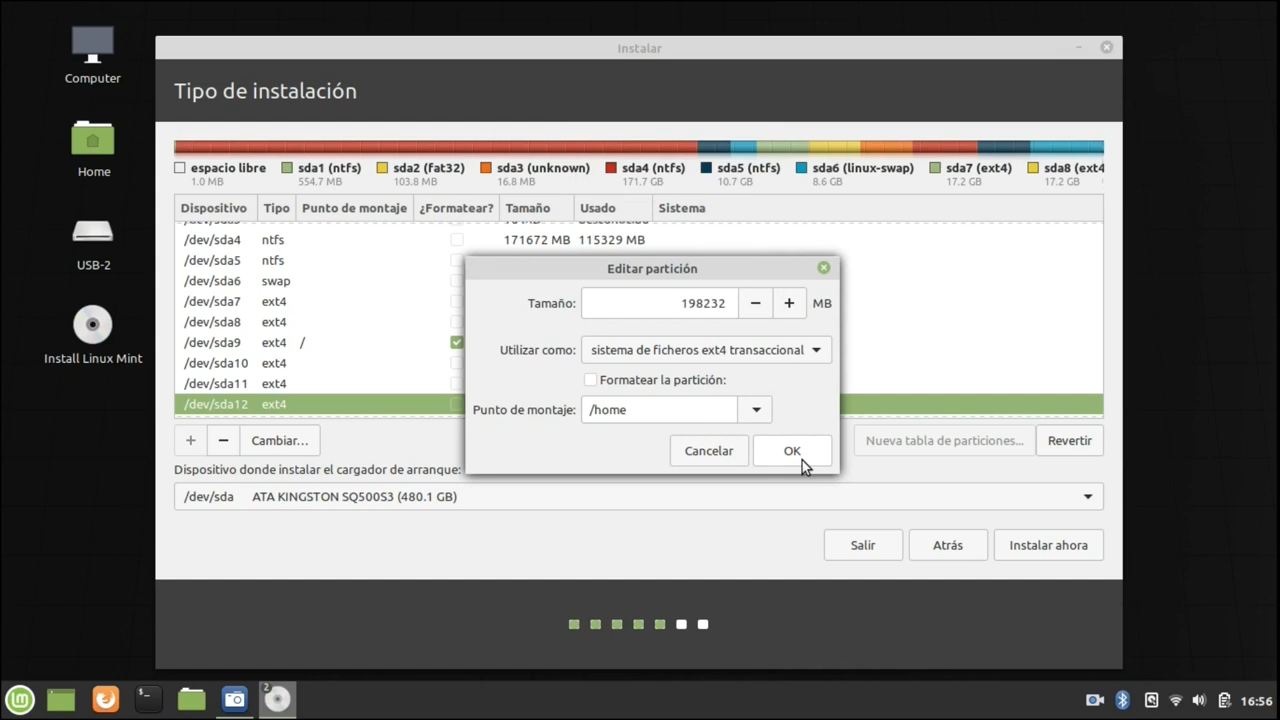 Instalar
Computer
Tipo de instalación
Home
espacio libre sda1 (ntfs) sda2 (fat32) sda3 (unknown) sda4 (ntfs) sda5 (ntfs) sda6 (linux-swap) sda7 (ext4) sda8 (ext4
1.0 MB 554.7 MB 103.8 MB 16.8 MB 171.7 GB 10.7 GB 8.6 GB 17.2 GB 17.2 GB
Dispositivo Tipo Punto de montaje ¿Formatear? Tamaño Usado Sistema
/dev/sda4 ntfs 171672 MB 115329 MB
/dev/sda5 ntfs
/dev/sda6 swap
/dev/sda7 ext4
/dev/sda8 ext4
/dev/sda9 ext4 /
/dev/sda10 ext4
/dev/sda11 ext4
/dev/sda12 ext4
USB-2
Install Linux Mint
Editar partición
Tamaño: 198232 − + MB
Utilizar como: sistema de ficheros ext4 transaccional
Formatear la partición:
Punto de montaje: /home
Cancelar OK
+ − Cambiar... Nueva tabla de particiones... Revertir
Dispositivo donde instalar el cargador de arranque:
/dev/sda ATA KINGSTON SQ500S3 (480.1 GB)
Salir Atrás Instalar ahora
2
16:56